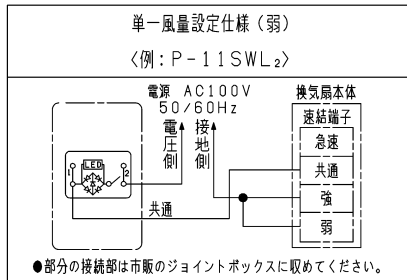 単一風量設定仕様（弱）
〈例：P-11SWL₂〉
電源 AC100V
50/60Hz
換気扇本体
速結端子
急速
共通
強
弱
電圧側
接地側
LED
1
2
共通
●部分の接続部は市販のジョイントボックスに収めてください。